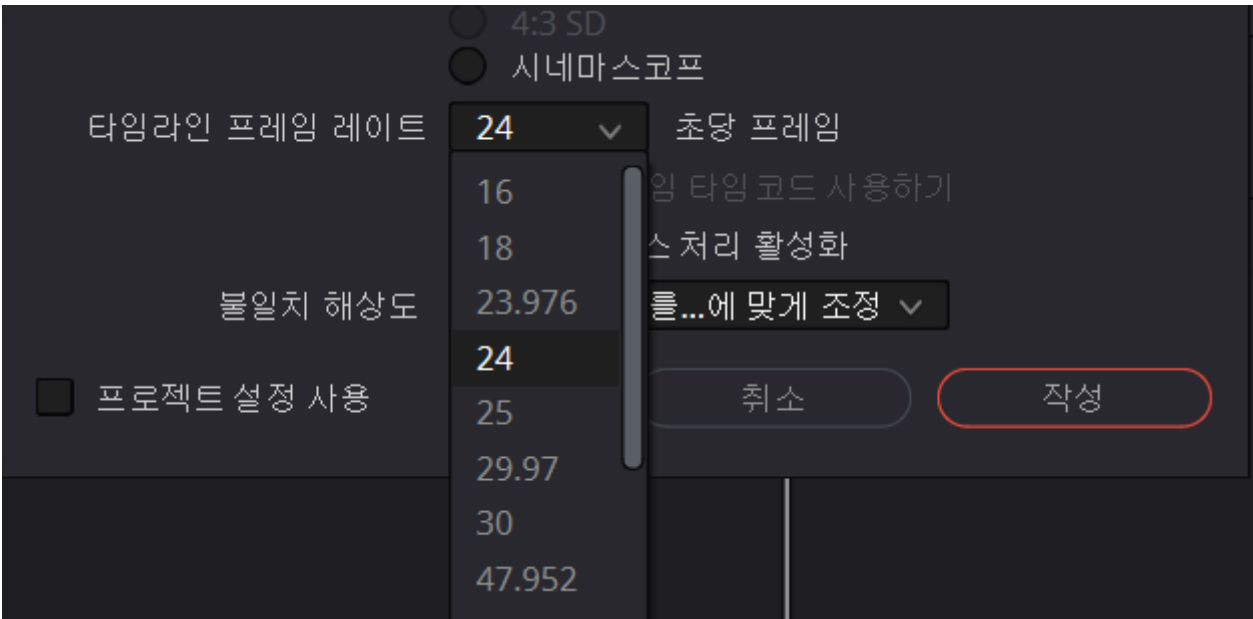 4:3 SD
시네마스코프
타임라인 프레임 레이트 24 초당 프레임
16 임 타임코드 사용하기
18 스 처리 활성화
23.976
불일치 해상도 를...에 맞게 조정
24
프로젝트 설정 사용 취소 작성
25
29.97
30
47.952